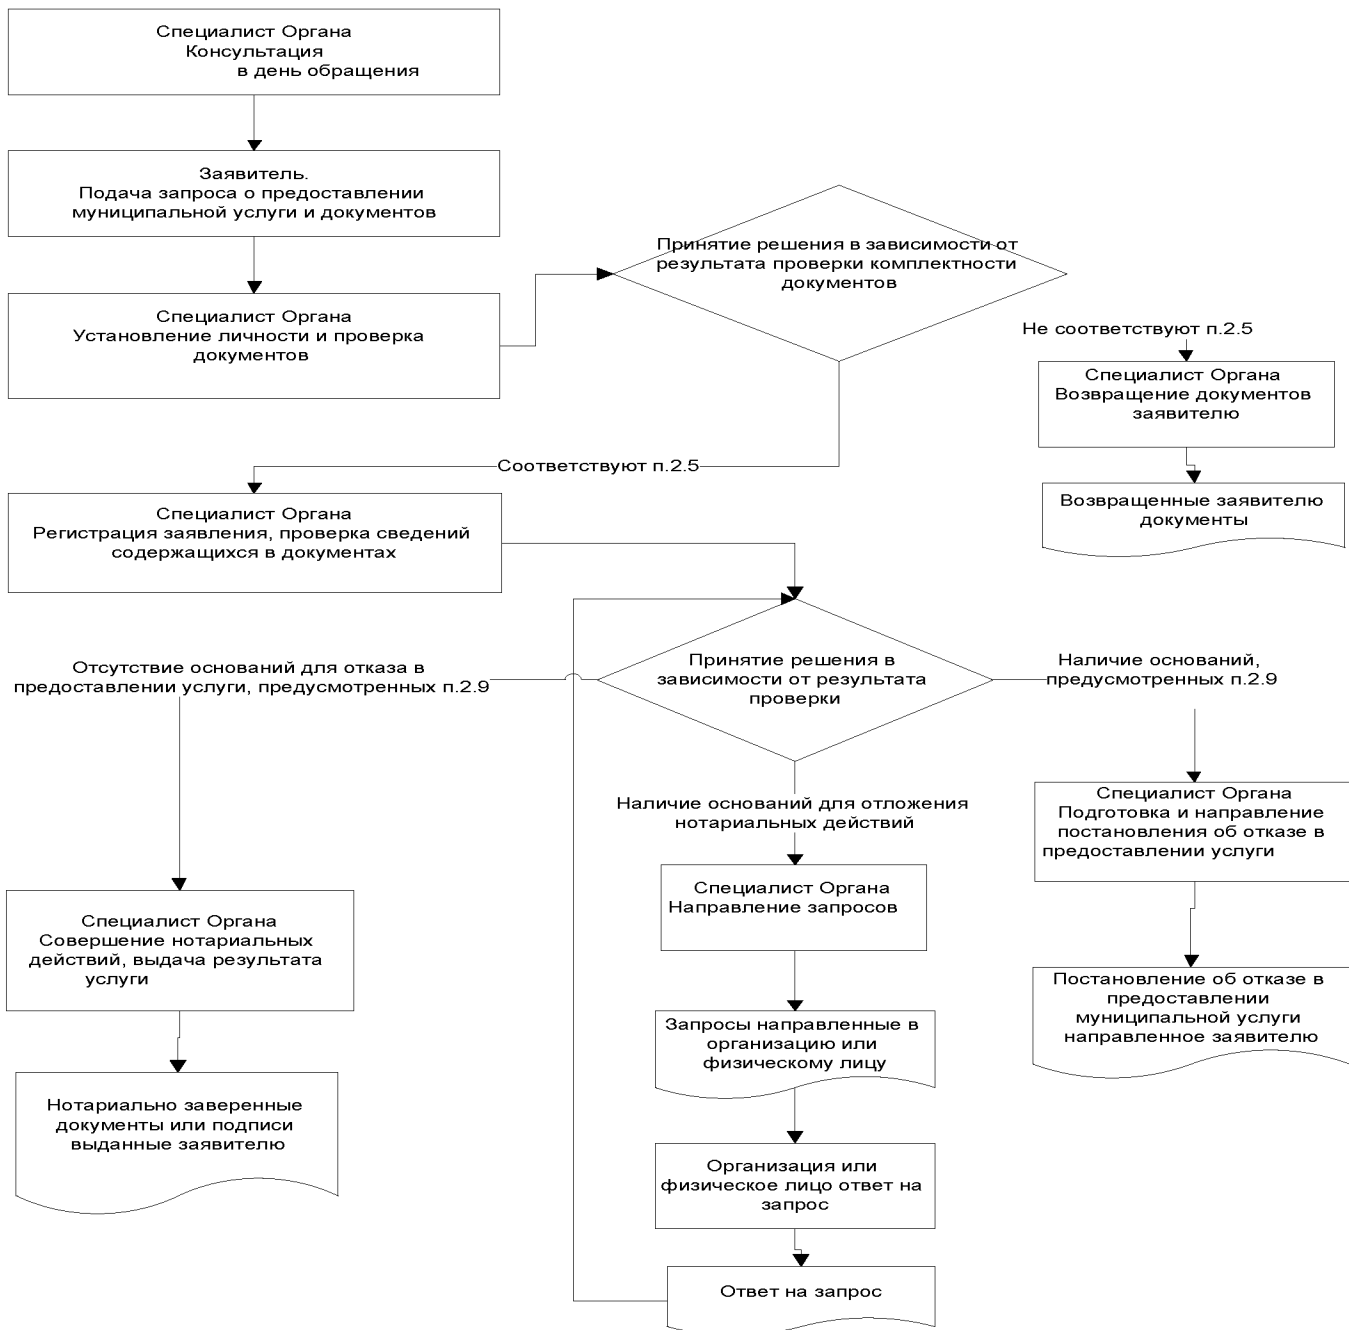 Специалист Органа
Консультация
в день обращения
Заявитель.
Подача запроса о предоставлении
муниципальной услуги и документов
Специалист Органа
Установление личности и проверка
документов
Принятие решения в зависимости от
результата проверки комплектности
документов
Не соответствуют п.2.5
Специалист Органа
Возвращение документов
заявителю
Возвращенные заявителю
документы
Соответствуют п.2.5
Специалист Органа
Регистрация заявления, проверка сведений
содержащихся в документах
Принятие решения в
зависимости от результата
проверки
Отсутствие оснований для отказа в
предоставлении услуги, предусмотренных п.2.9
Наличие оснований,
предусмотренных п.2.9
Наличие оснований для отложения
нотариальных действий
Специалист Органа
Подготовка и направление
постановления об отказе в
предоставлении услуги
Специалист Органа
Направление запросов
Специалист Органа
Совершение нотариальных
действий, выдача результата
услуги
Постановление об отказе в
предоставлении
муниципальной услуги
направленное заявителю
Запросы направленные в
организацию или
физическому лицу
Нотариально заверенные
документы или подписи
выданные заявителю
Организация или
физическое лицо ответ на
запрос
Ответ на запрос